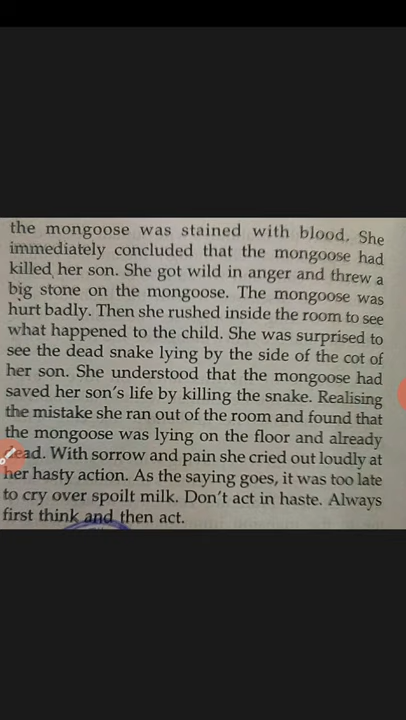 the mongoose was stained with blood. She
immediately concluded that the mongoose had
killed her son. She got wild in anger and threw a
big stone on the mongoose. The mongoose was
hurt badly. Then she rushed inside the room to see
what happened to the child. She was surprised to
see the dead snake lying by the side of the cot of
her son. She understood that the mongoose had
saved her son's life by killing the snake. Realising
the mistake she ran out of the room and found that
the mongoose was lying on the floor and already
dead. With sorrow and pain she cried out loudly at
her hasty action. As the saying goes, it was too late
to cry over spoilt milk. Don't act in haste. Always
first think and then act.